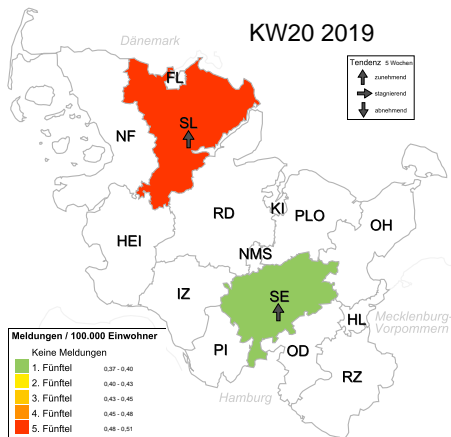 KW20 2019
Dänemark
Tendenz 5 Wochen
zunehmend
stagnierend
abnehmend
FL
SL
NF
RD
KI
PLO
OH
HEI
NMS
IZ
SE
HL
Mecklenburg-
Vorpommern
PI
OD
RZ
Hamburg
Meldungen / 100.000 Einwohner
Keine Meldungen
1. Fünftel 0,37 - 0,40
2. Fünftel 0,40 - 0,43
3. Fünftel 0,43 - 0,45
4. Fünftel 0,45 - 0,48
5. Fünftel 0,48 - 0,51